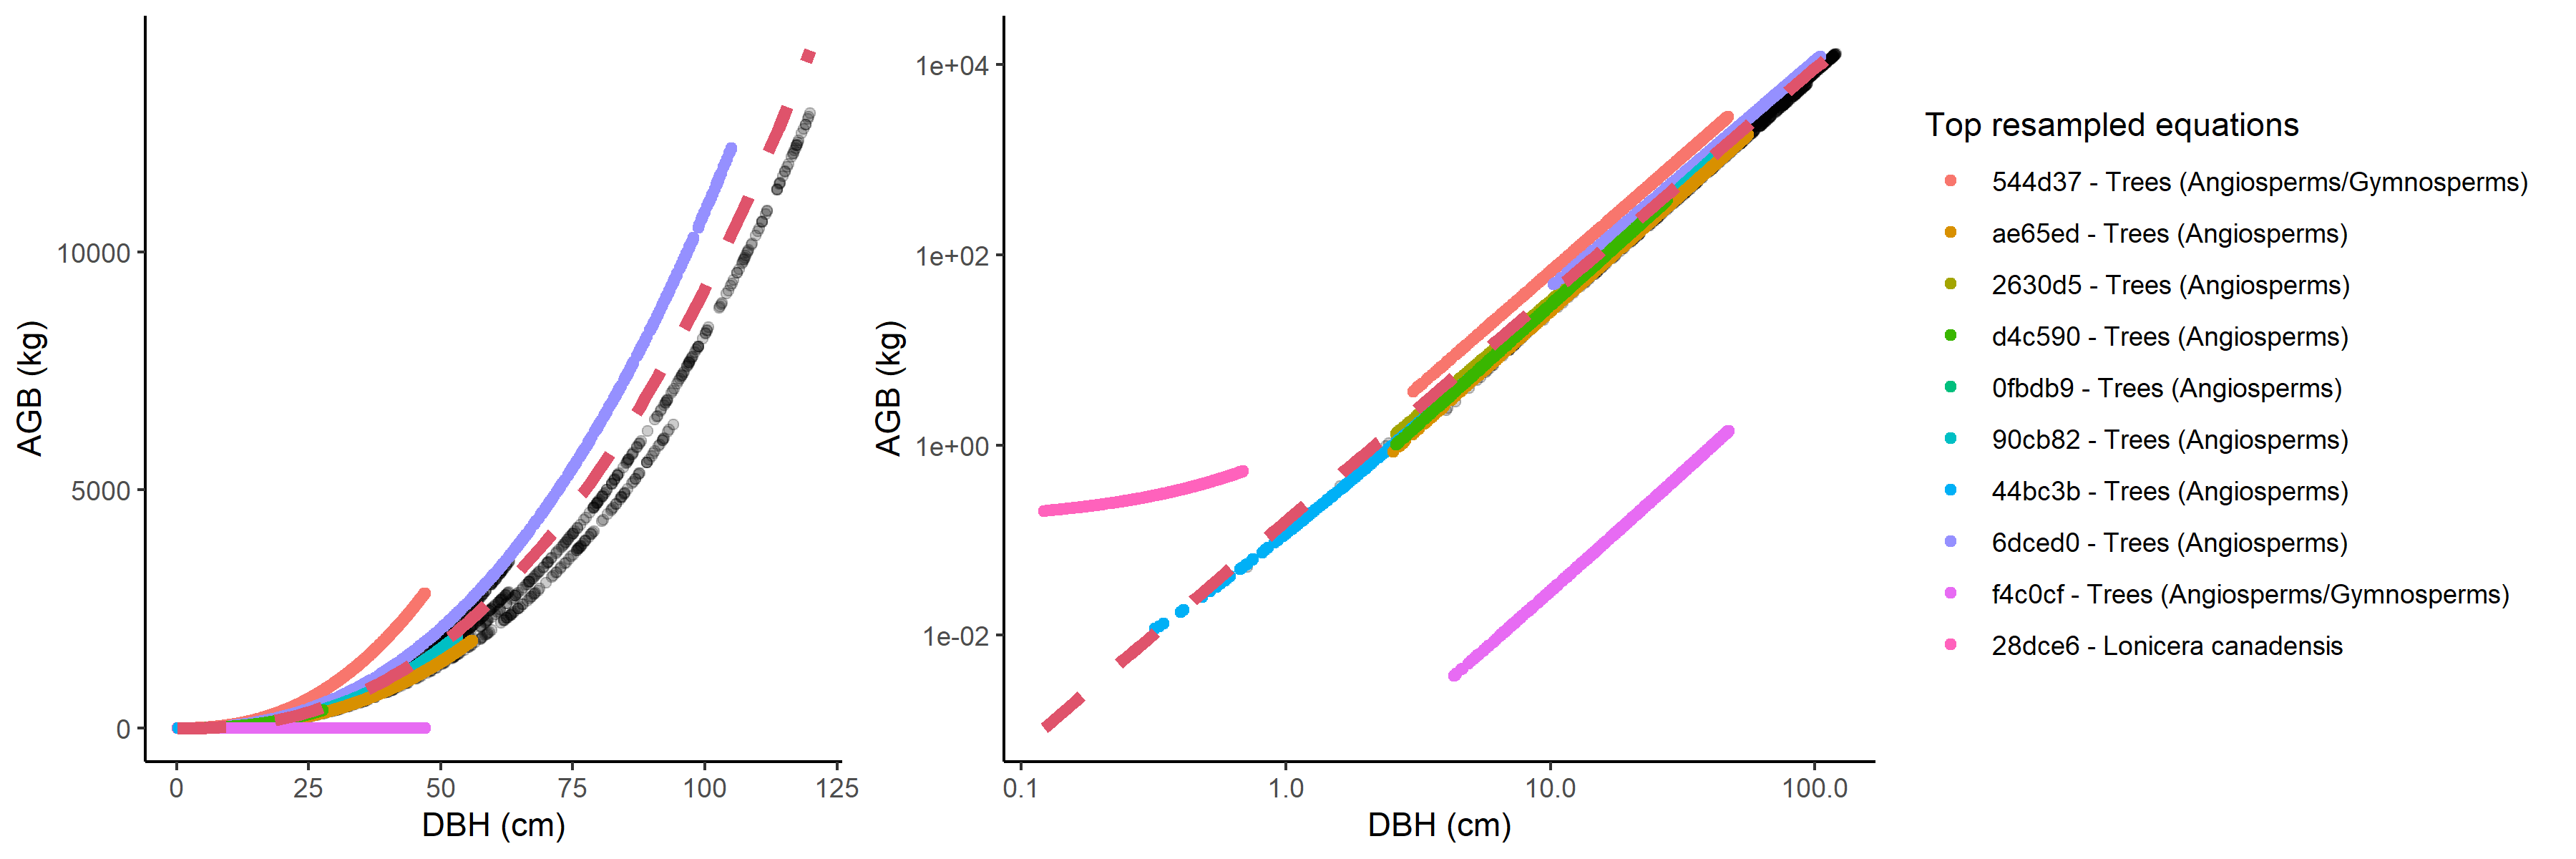 AGB (kg)
10000
5000
0
0 25 50 75 100 125
DBH (cm)
AGB (kg)
1e+04
1e+02
1e+00
1e-02
0.1 1.0 10.0 100.0
DBH (cm)
Top resampled equations
544d37 - Trees (Angiosperms/Gymnosperms)
ae65ed - Trees (Angiosperms)
2630d5 - Trees (Angiosperms)
d4c590 - Trees (Angiosperms)
0fbdb9 - Trees (Angiosperms)
90cb82 - Trees (Angiosperms)
44bc3b - Trees (Angiosperms)
6dced0 - Trees (Angiosperms)
f4c0cf - Trees (Angiosperms/Gymnosperms)
28dce6 - Lonicera canadensis